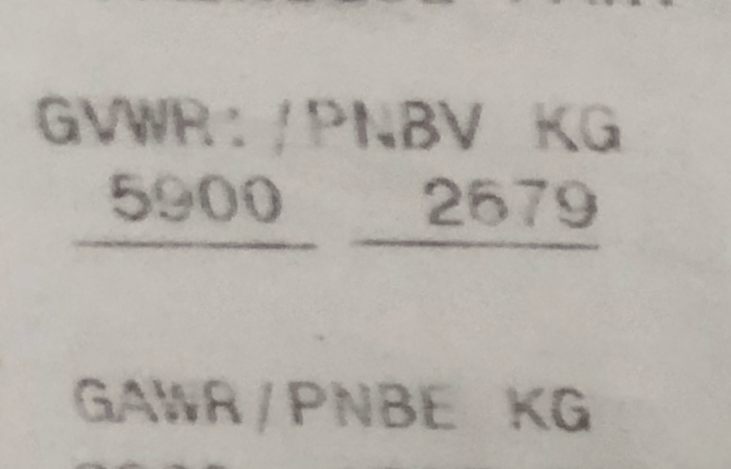 GVWR: /PNBV KG
5900 2679
GAWR/PNBE KG